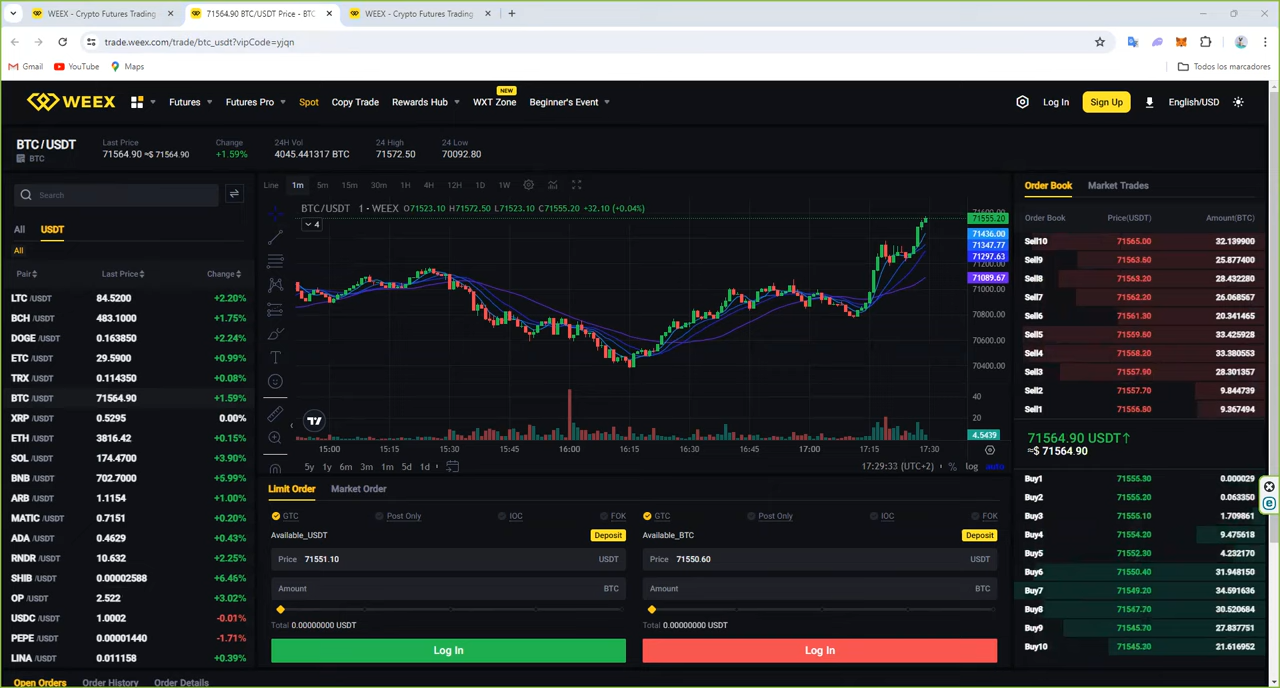 WEEX - Crypto Futures Trading
71564.90 BTC/USDT Price - BTC
WEEX - Crypto Futures Trading
trade.weex.com/trade/btc_usdt?vipCode=yjqn
Gmail YouTube Maps Todos los marcadores
WEEX Futures Futures Pro Spot Copy Trade Rewards Hub WXT Zone NEW Beginner's Event Log In Sign Up English/USD
BTC/USDT Last Price Change 24H Vol 24 High 24 Low
BTC 71564.90 ≈$ 71564.90 +1.59% 4045.441317 BTC 71572.50 70092.80
Search
All USDT
All
Pair Last Price Change
LTC /USDT 84.5200 +2.20%
BCH /USDT 483.1000 +1.75%
DOGE /USDT 0.163850 +2.24%
ETC /USDT 29.5900 +0.99%
TRX /USDT 0.114350 +0.08%
BTC /USDT 71564.90 +1.59%
XRP /USDT 0.5295 0.00%
ETH /USDT 3816.42 +0.15%
SOL /USDT 174.4700 +3.90%
BNB /USDT 702.7000 +5.99%
ARB /USDT 1.1154 +1.00%
MATIC /USDT 0.7151 +0.20%
ADA /USDT 0.4629 +0.43%
RNDR /USDT 10.632 +2.25%
SHIB /USDT 0.00002588 +6.46%
OP /USDT 2.522 +3.02%
USDC /USDT 1.0002 -0.01%
PEPE /USDT 0.00001440 -1.71%
LINA /USDT 0.011158 +0.39%
Line 1m 5m 15m 30m 1H 4H 12H 1D 1W
BTC/USDT · 1 · WEEX O71523.10 H71572.50 L71523.10 C71555.20 +32.10 (+0.04%)
4
71555.20
71436.00
71347.77
71297.63
71200.00
71089.67
71000.00
70800.00
70600.00
70400.00
40
20
4.5439
15:00 15:15 15:30 15:45 16:00 16:15 16:30 16:45 17:00 17:15 17:30
5y 1y 6m 3m 1m 5d 1d 17:29:33 (UTC+2) % log auto
Limit Order Market Order
GTC Post Only IOC FOK
Available_USDT Deposit
Price 71551.10 USDT
Amount BTC
Total 0.00000000 USDT
Log In
GTC Post Only IOC FOK
Available_BTC Deposit
Price 71550.60 USDT
Amount BTC
Total 0.00000000 USDT
Log In
Order Book Market Trades
Order Book Price(USDT) Amount(BTC)
Sell10 71565.00 32.139900
Sell9 71563.60 25.877400
Sell8 71563.20 28.432280
Sell7 71562.20 26.068567
Sell6 71561.30 20.341465
Sell5 71559.60 33.425928
Sell4 71558.20 33.380553
Sell3 71557.90 28.301357
Sell2 71557.70 9.844739
Sell1 71556.80 9.367494
71564.90 USDT↑
≈$ 71564.90
Buy1 71555.30 0.000029
Buy2 71555.20 0.063350
Buy3 71555.10 1.709861
Buy4 71554.20 9.475618
Buy5 71552.30 4.232170
Buy6 71550.40 31.948150
Buy7 71549.20 34.591636
Buy8 71547.70 30.520684
Buy9 71545.70 27.837751
Buy10 71545.30 21.616952
Open Orders Order History Order Details